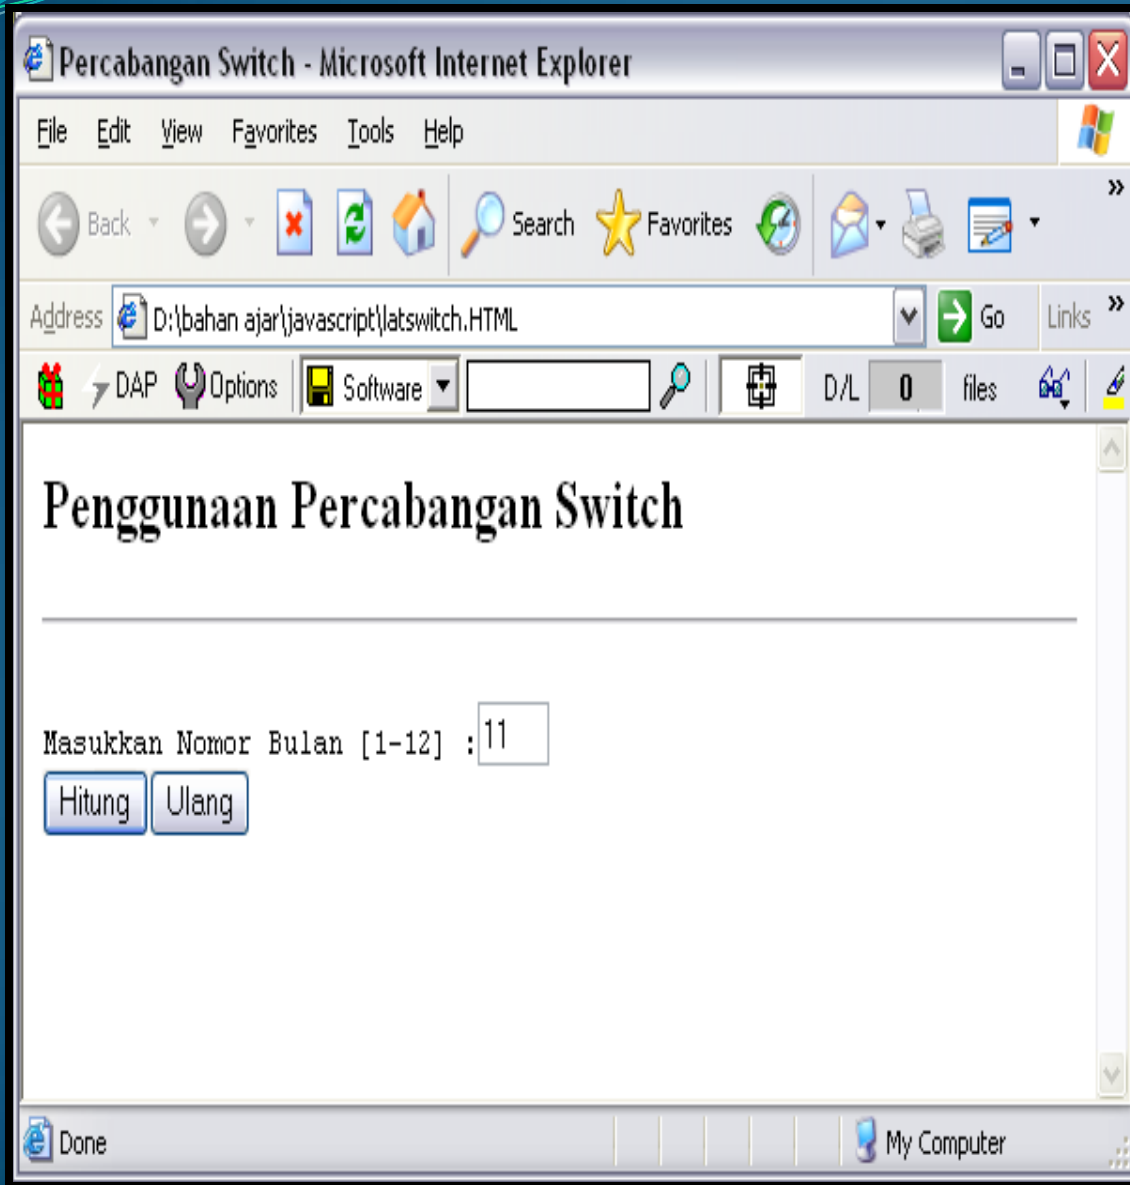 Percabangan Switch - Microsoft Internet Explorer
File Edit View Favorites Tools Help
Back Search Favorites »
Address D:\bahan ajar\javascript\latswitch.HTML Go Links »
DAP Options Software D/L 0 files
Penggunaan Percabangan Switch
Masukkan Nomor Bulan [1-12] :11
Hitung Ulang
Done My Computer